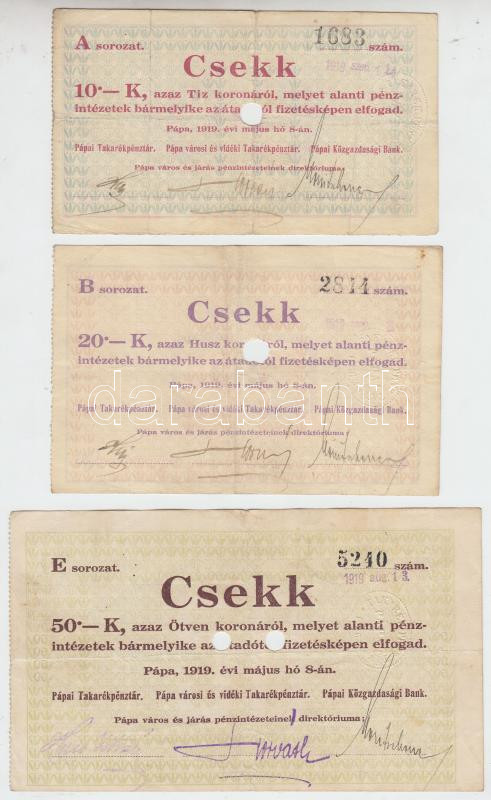 A sorozat. 1683 szám.
Csekk
10·— K, azaz Tiz koronáról, melyet alanti pénz-
intézetek bármelyike az fizetésképen elfogad.
Pápa, 1919. évi május hó 8-án.
Pápai Takarékpénztár. Pápa városi és vidéki Takarékpénztár. Pápai Közgazdasági Bank.
Pápa város és járás pénzintézeteinek direktóriuma:
B sorozat. 2814 szám.
Csekk
20·— K, azaz Husz koronáról, melyet alanti pénz-
intézetek bármelyike az fizetésképen elfogad.
Pápa, 1919. évi május hó 8-án.
Pápai Takarékpénztár. Pápa városi és vidéki Takarékpénztár. Pápai Közgazdasági Bank.
Pápa város és járás pénzintézeteinek direktóriuma:
darabanth
E sorozat. 5240 szám.
1919 aug. 13.
Csekk
50·— K, azaz Ötven koronáról, melyet alanti pénz-
intézetek bármelyike az fizetésképen elfogad.
Pápa, 1919. évi május hó 8-án.
Pápai Takarékpénztár. Pápa városi és vidéki Takarékpénztár. Pápai Közgazdasági Bank.
Pápa város és járás pénzintézeteinek direktóriuma:
Horváth